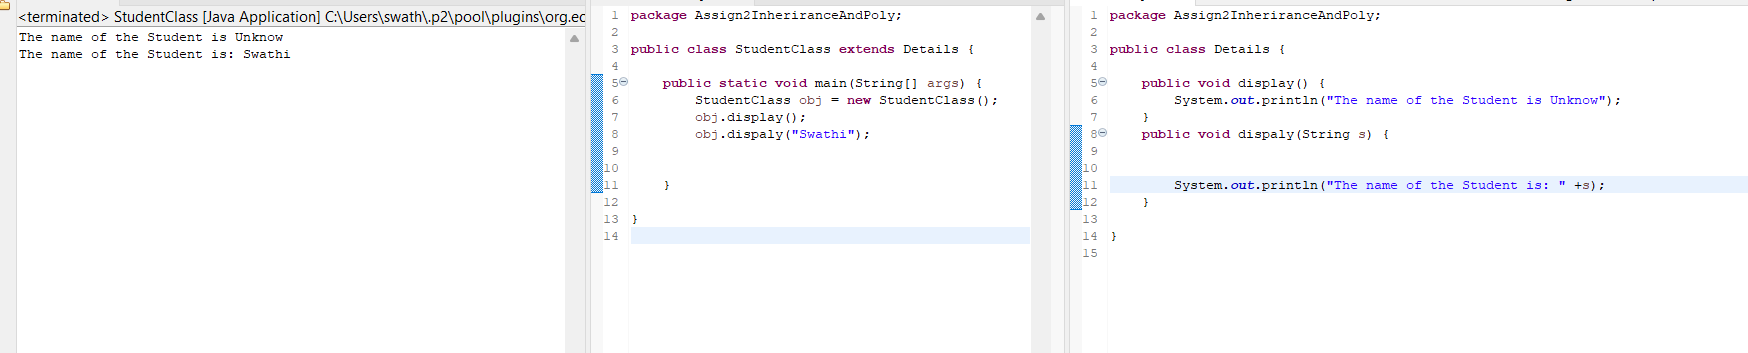 <terminated> StudentClass [Java Application] C:\Users\swath\.p2\pool\plugins\org.ec
The name of the Student is Unknow
The name of the Student is: Swathi
1 package Assign2InheriranceAndPoly;
2
3 public class StudentClass extends Details {
4
5 public static void main(String[] args) {
6 StudentClass obj = new StudentClass();
7 obj.display();
8 obj.dispaly("Swathi");
9
10
11 }
12
13 }
14
1 package Assign2InheriranceAndPoly;
2
3 public class Details {
4
5 public void display() {
6 System.out.println("The name of the Student is Unknow");
7 }
8 public void dispaly(String s) {
9
10
11 System.out.println("The name of the Student is: " +s);
12 }
13
14 }
15